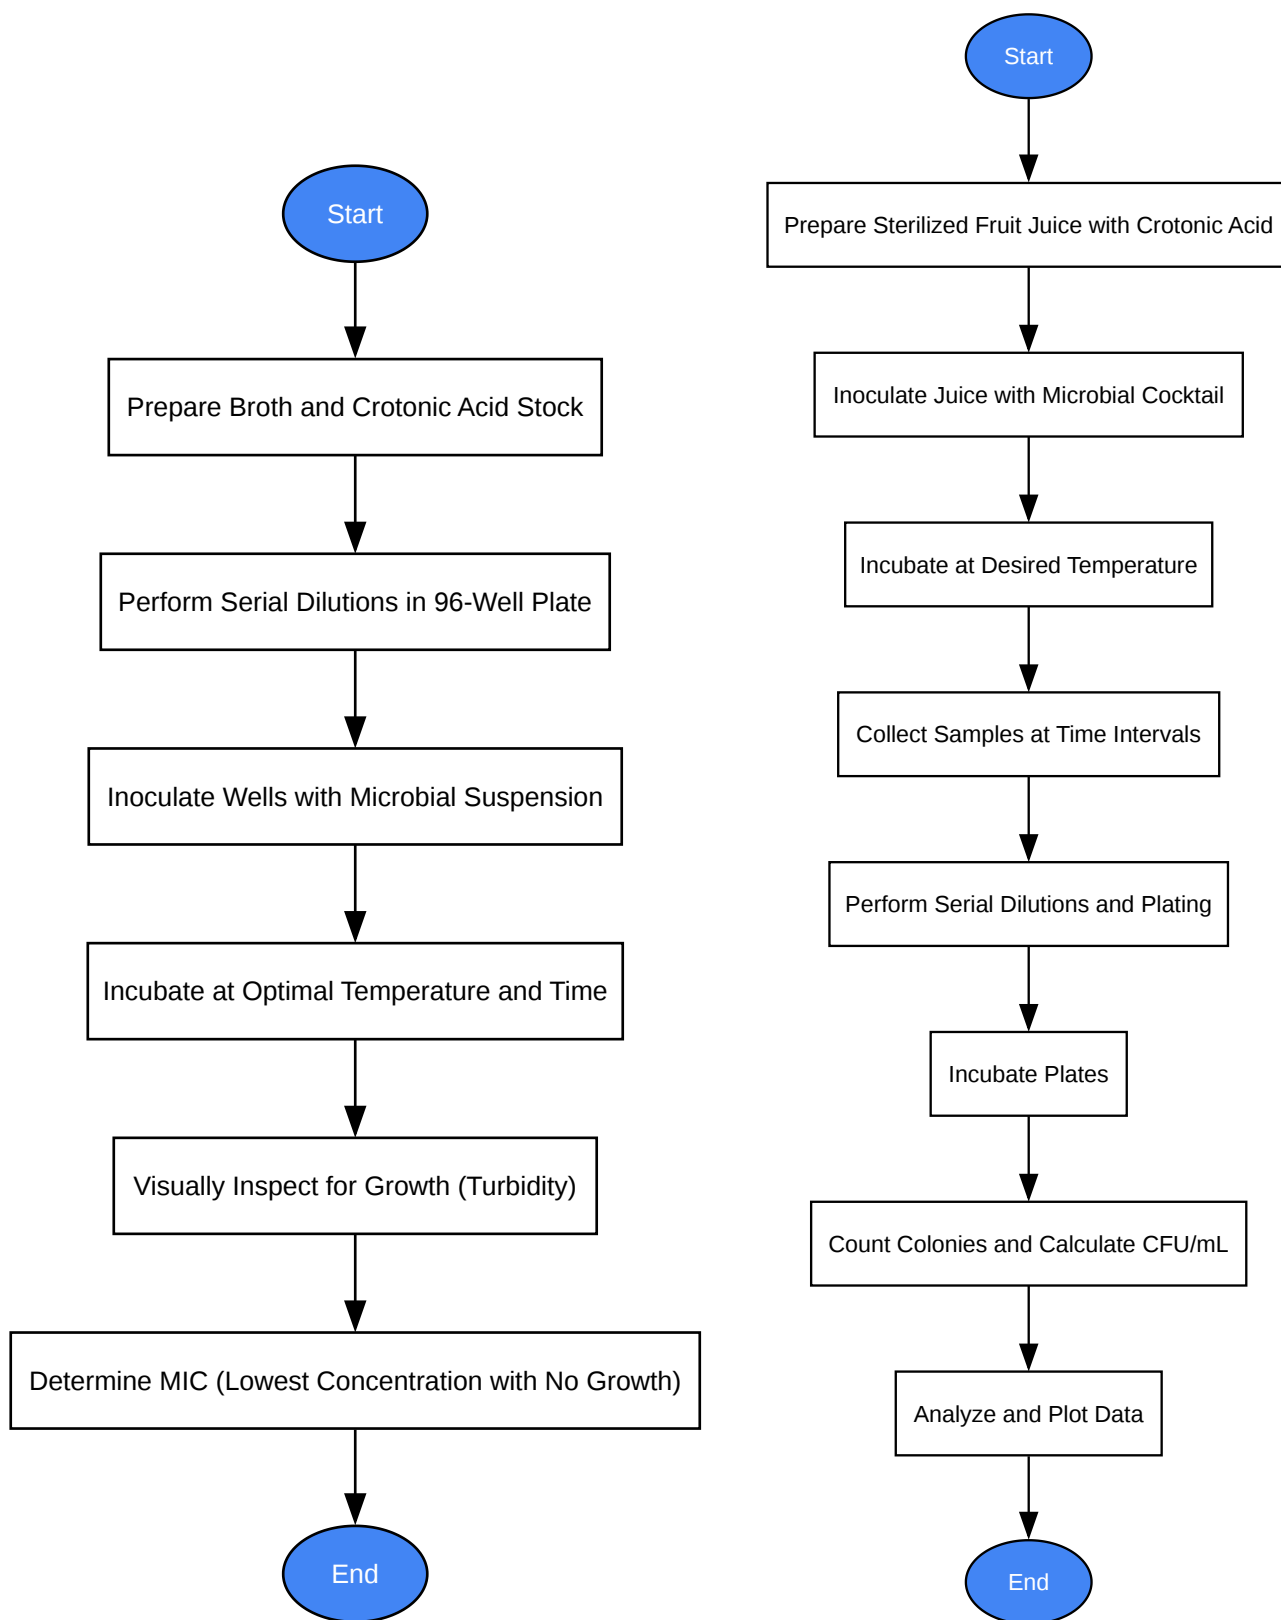 Start
Prepare Broth and Crotonic Acid Stock
Perform Serial Dilutions in 96-Well Plate
Inoculate Wells with Microbial Suspension
Incubate at Optimal Temperature and Time
Visually Inspect for Growth (Turbidity)
Determine MIC (Lowest Concentration with No Growth)
End
Start
Prepare Sterilized Fruit Juice with Crotonic Acid
Inoculate Juice with Microbial Cocktail
Incubate at Desired Temperature
Collect Samples at Time Intervals
Perform Serial Dilutions and Plating
Incubate Plates
Count Colonies and Calculate CFU/mL
Analyze and Plot Data
End